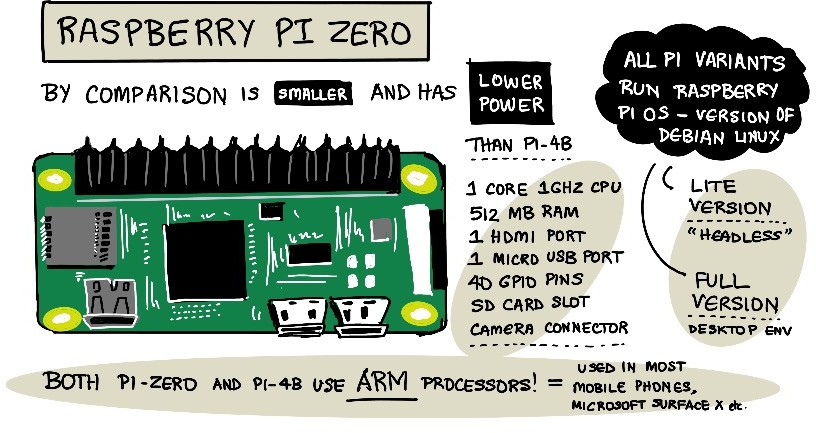 RASPBERRY PI ZERO
BY COMPARISON IS SMALLER AND HAS LOWER POWER
THAN PI-4B
1 CORE 1GHZ CPU
512 MB RAM
1 HDMI PORT
1 MICRO USB PORT
40 GPIO PINS
SD CARD SLOT
CAMERA CONNECTOR
ALL PI VARIANTS
RUN RASPBERRY
PI OS - VERSION OF
DEBIAN LINUX
LITE
VERSION
"HEADLESS"
FULL
VERSION
DESKTOP ENV
BOTH PI-ZERO AND PI-4B USE ARM PROCESSORS! =
USED IN MOST
MOBILE PHONES,
MICROSOFT SURFACE X etc.